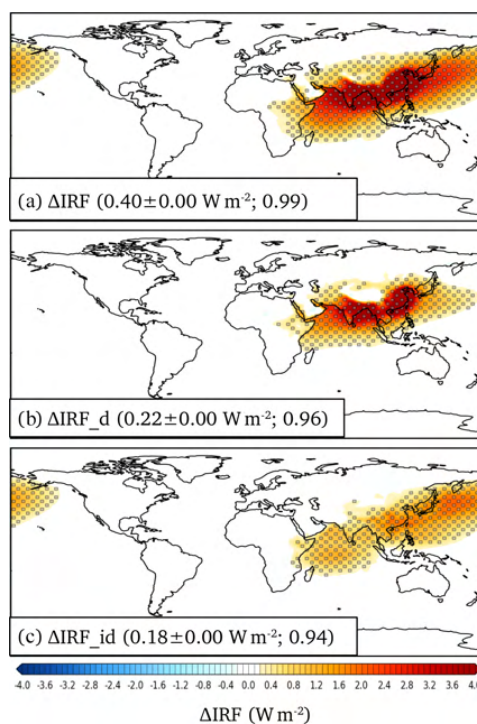 (a) ΔIRF (0.40±0.00 W m⁻²; 0.99)
(b) ΔIRF_d (0.22±0.00 W m⁻²; 0.96)
(c) ΔIRF_id (0.18±0.00 W m⁻²; 0.94)
-4.0 -3.6 -3.2 -2.8 -2.4 -2.0 -1.6 -1.2 -0.8 -0.4 0.0 0.4 0.8 1.2 1.6 2.0 2.4 2.8 3.2 3.6 4.0
ΔIRF (W m⁻²)